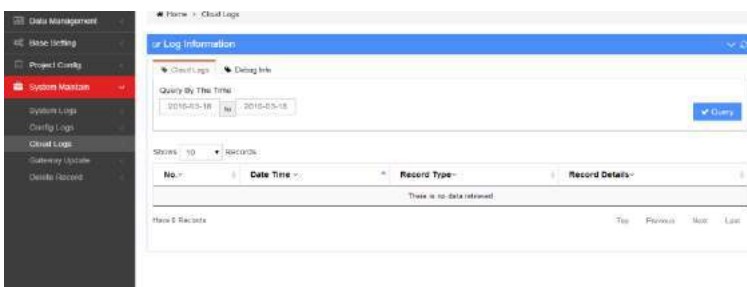 Data Management
Base Setting
Project Config
System Maintain
System Logs
Config Logs
Cloud Logs
Gateway Update
Delete Record
Home > Cloud Logs
Log Information
Cloud Logs Debug Info
Query By The Time
2016-03-18 to 2016-03-18
Query
Shows 10 Records
No. Date Time Record Type Record Details
There is no data retrieved
Have 0 Records
Top Previous Next Last